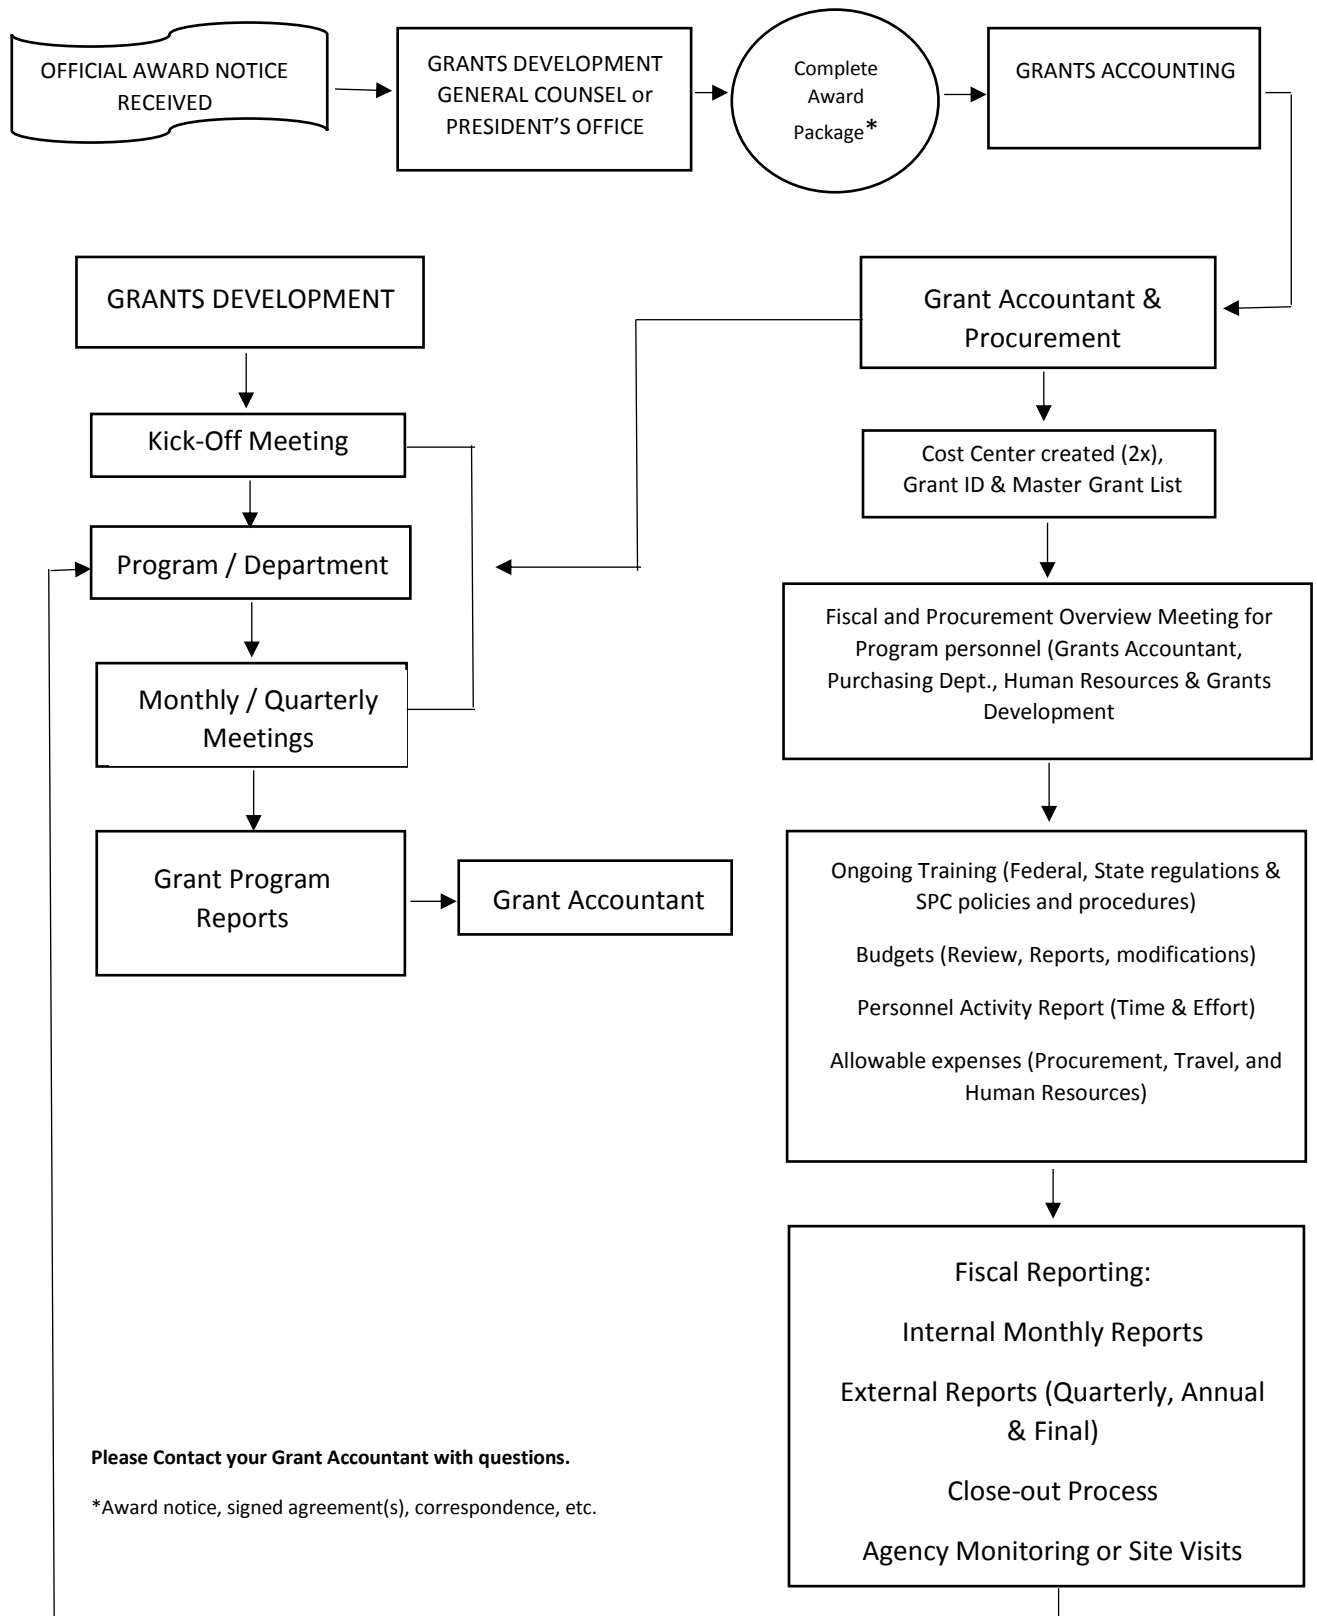 OFFICIAL AWARD NOTICE
RECEIVED
GRANTS DEVELOPMENT
GENERAL COUNSEL or
PRESIDENT’S OFFICE
Complete
Award
Package*
GRANTS ACCOUNTING
GRANTS DEVELOPMENT
Kick-Off Meeting
Program / Department
Monthly / Quarterly
Meetings
Grant Program
Reports
Grant Accountant
Grant Accountant &
Procurement
Cost Center created (2x),
Grant ID & Master Grant List
Fiscal and Procurement Overview Meeting for
Program personnel (Grants Accountant,
Purchasing Dept., Human Resources & Grants
Development
Ongoing Training (Federal, State regulations &
SPC policies and procedures)
Budgets (Review, Reports, modifications)
Personnel Activity Report (Time & Effort)
Allowable expenses (Procurement, Travel, and
Human Resources)
Fiscal Reporting:
Internal Monthly Reports
External Reports (Quarterly, Annual
& Final)
Close-out Process
Agency Monitoring or Site Visits
Please Contact your Grant Accountant with questions.
*Award notice, signed agreement(s), correspondence, etc.